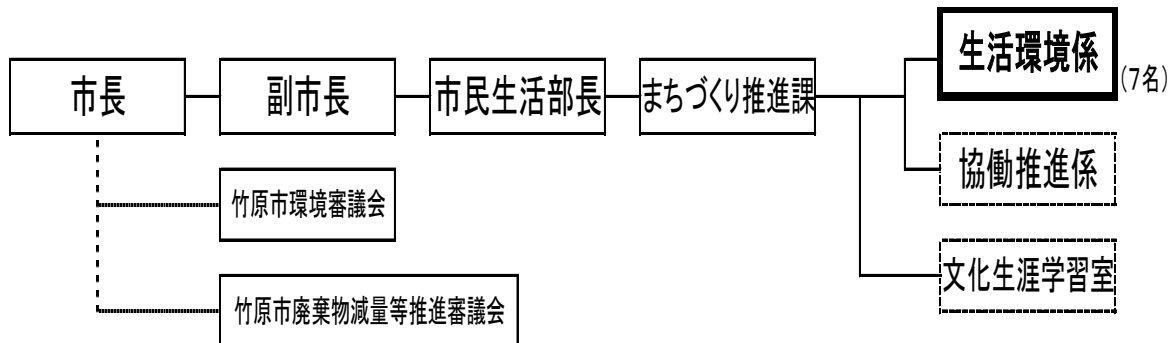 生活環境係
(7名)
市長
副市長
市民生活部長
まちづくり推進課
竹原市環境審議会
協働推進係
文化生涯学習室
竹原市廃棄物減量等推進審議会